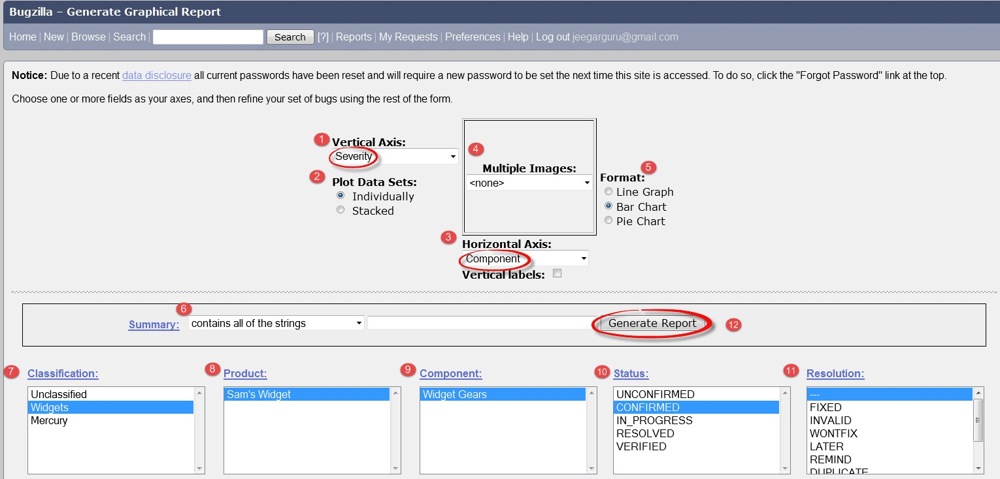 Bugzilla – Generate Graphical Report
Home | New | Browse | Search | Search [?] | Reports | My Requests | Preferences | Help | Log out jeegarguru@gmail.com
Notice: Due to a recent data disclosure all current passwords have been reset and will require a new password to be set the next time this site is accessed. To do so, click the "Forgot Password" link at the top.
Choose one or more fields as your axes, and then refine your set of bugs using the rest of the form.
1 Vertical Axis:
Severity
2 Plot Data Sets:
Individually
Stacked
4
Multiple Images:
<none>
5
Format:
Line Graph
Bar Chart
Pie Chart
3
Horizontal Axis:
Component
Vertical labels:
6
Summary: contains all of the strings Generate Report 12
7 Classification:
Unclassified
Widgets
Mercury
8 Product:
Sam's Widget
9 Component:
Widget Gears
10 Status:
UNCONFIRMED
CONFIRMED
IN_PROGRESS
RESOLVED
VERIFIED
11 Resolution:
---
FIXED
INVALID
WONTFIX
LATER
REMIND
DUPLICATE